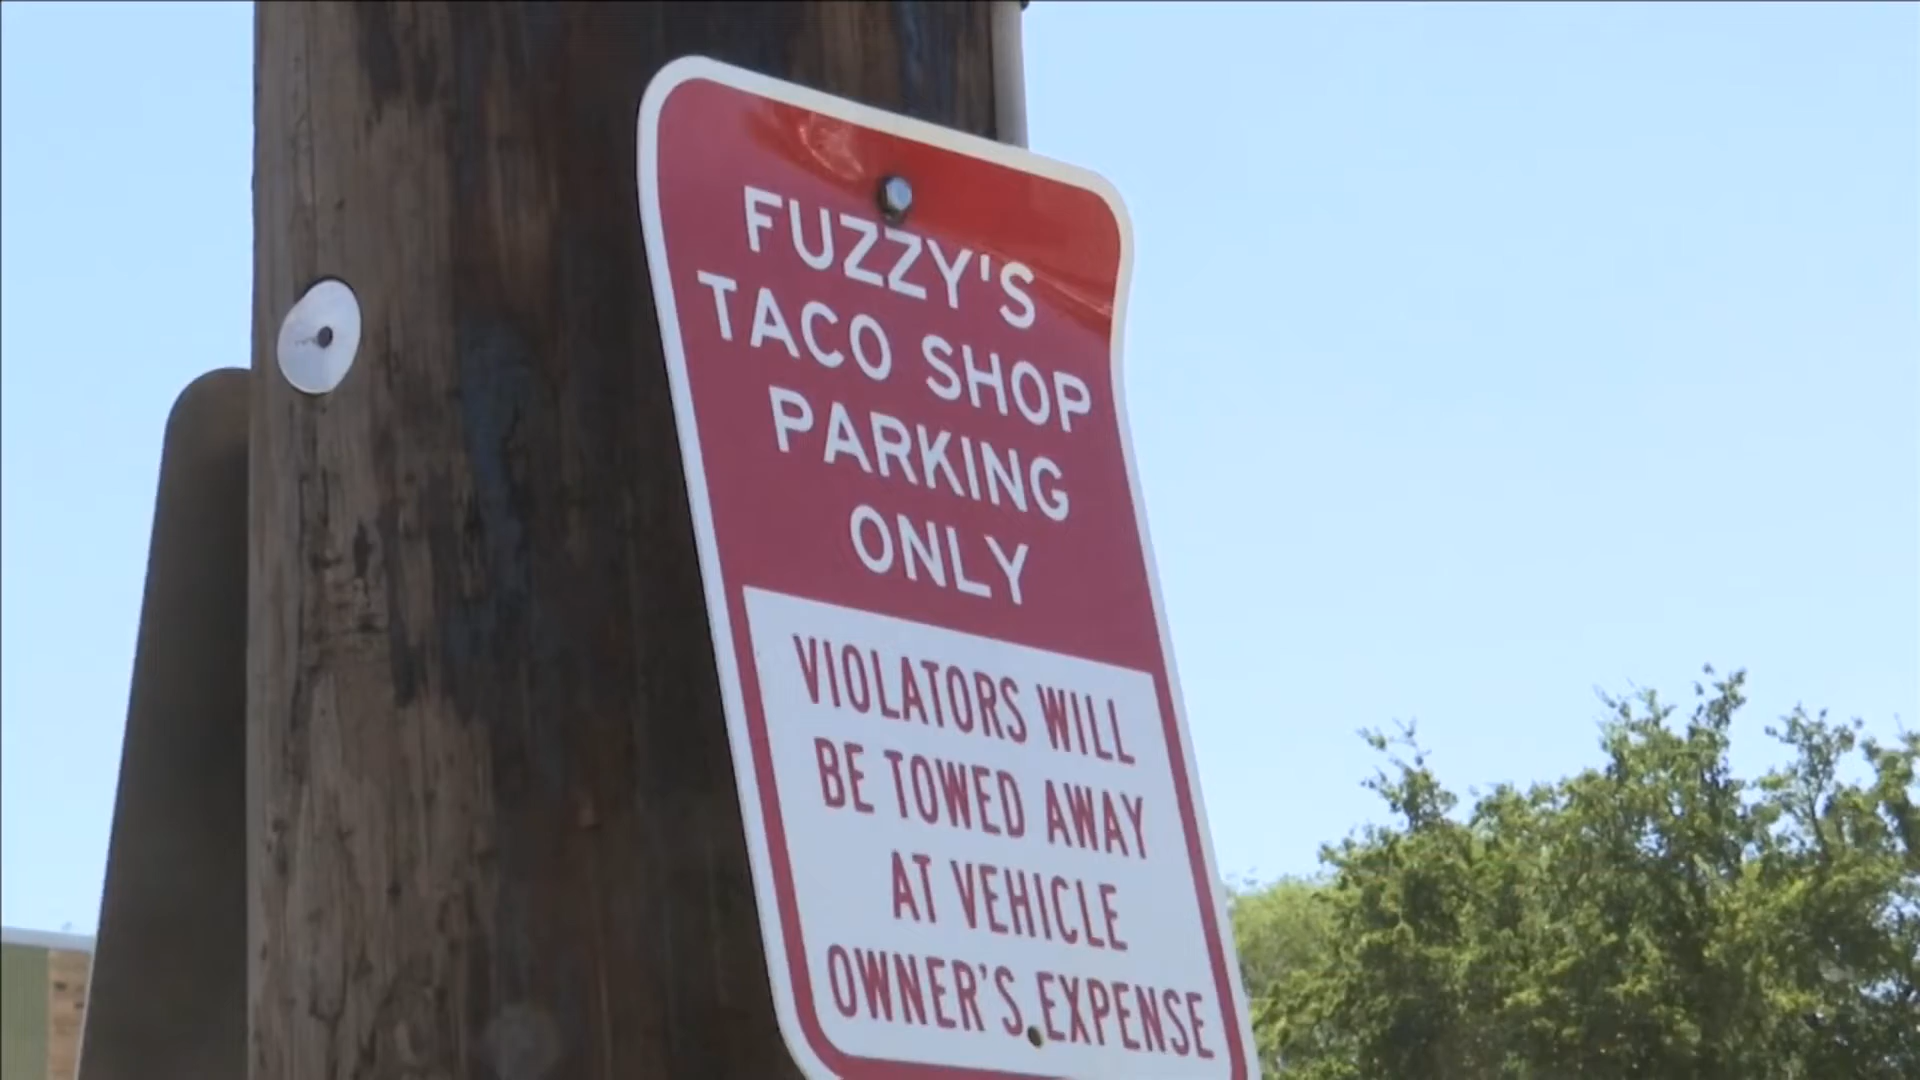 FUZZY'S
TACO SHOP
PARKING
ONLY
VIOLATORS WILL
BE TOWED AWAY
AT VEHICLE
OWNER'S EXPENSE